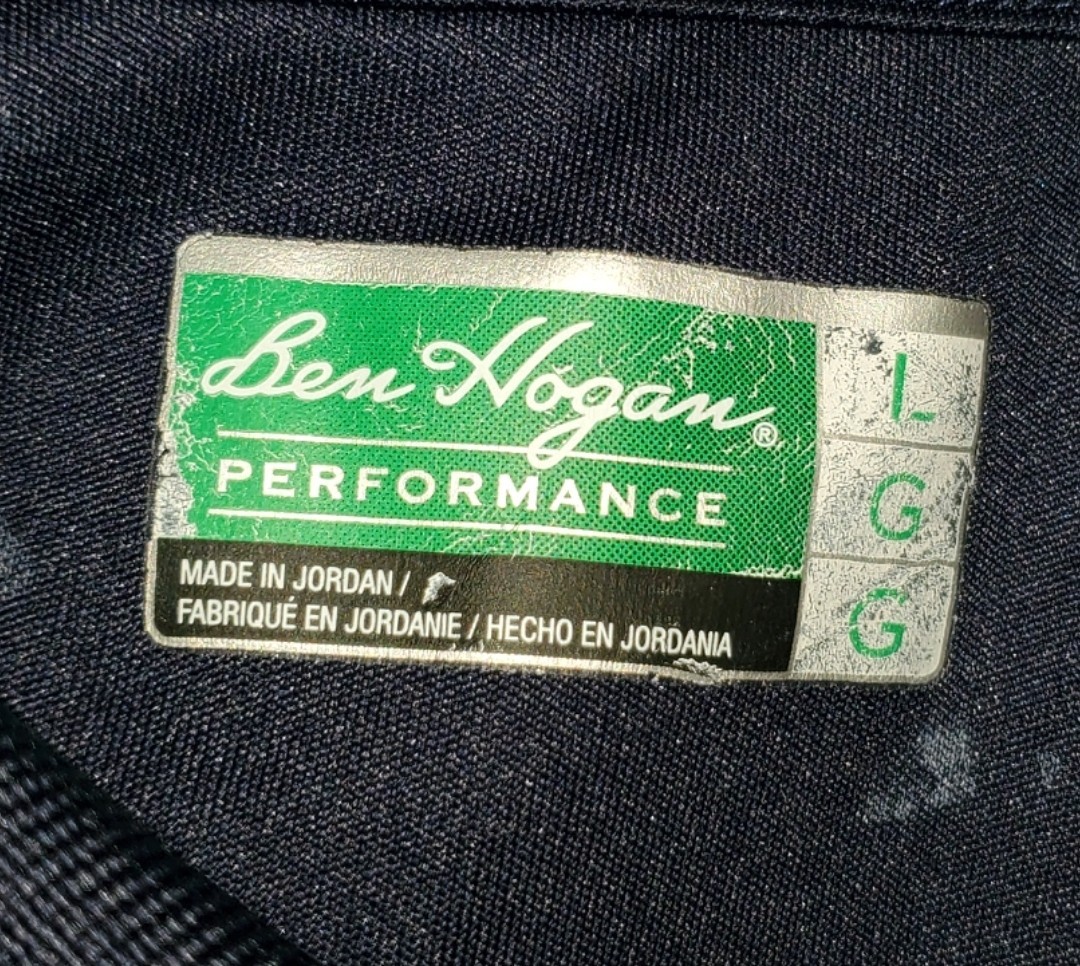 Ben Hogan®
PERFORMANCE
MADE IN JORDAN /
FABRIQUÉ EN JORDANIE / HECHO EN JORDANIA
L
G
G